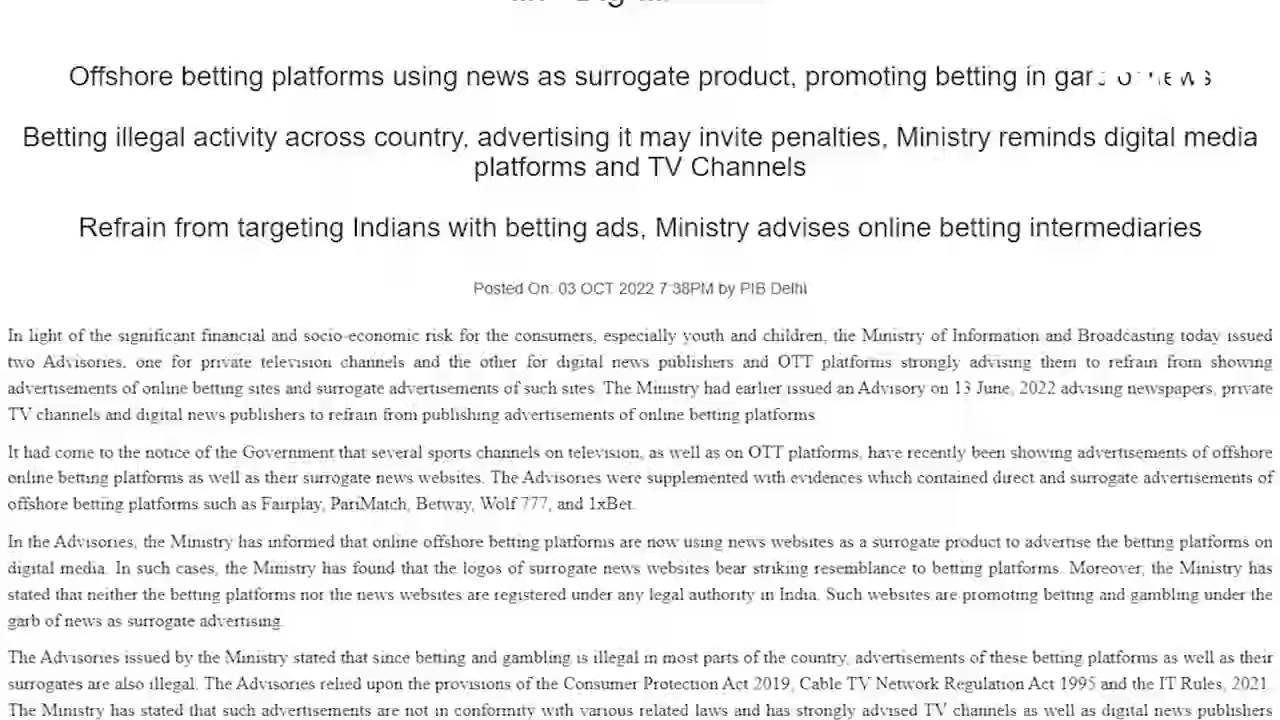 Offshore betting platforms using news as surrogate product, promoting betting in garb of news
Betting illegal activity across country, advertising it may invite penalties, Ministry reminds digital media
platforms and TV Channels
Refrain from targeting Indians with betting ads, Ministry advises online betting intermediaries
Posted On: 03 OCT 2022 7:38PM by PIB Delhi
In light of the significant financial and socio-economic risk for the consumers, especially youth and children, the Ministry of Information and Broadcasting today issued
two Advisories, one for private television channels and the other for digital news publishers and OTT platforms strongly advising them to refrain from showing
advertisements of online betting sites and surrogate advertisements of such sites. The Ministry had earlier issued an Advisory on 13 June, 2022 advising newspapers, private
TV channels and digital news publishers to refrain from publishing advertisements of online betting platforms
It had come to the notice of the Government that several sports channels on television, as well as on OTT platforms, have recently been showing advertisements of offshore
online betting platforms as well as their surrogate news websites. The Advisories were supplemented with evidences which contained direct and surrogate advertisements of
offshore betting platforms such as Fairplay, PariMatch, Betway, Wolf 777, and 1xBet.
In the Advisories, the Ministry has informed that online offshore betting platforms are now using news websites as a surrogate product to advertise the betting platforms on
digital media. In such cases, the Ministry has found that the logos of surrogate news websites bear striking resemblance to betting platforms. Moreover, the Ministry has
stated that neither the betting platforms nor the news websites are registered under any legal authority in India. Such websites are promoting betting and gambling under the
garb of news as surrogate advertising.
The Advisories issued by the Ministry stated that since betting and gambling is illegal in most parts of the country, advertisements of these betting platforms as well as their
surrogates are also illegal. The Advisories relied upon the provisions of the Consumer Protection Act 2019, Cable TV Network Regulation Act 1995 and the IT Rules, 2021.
The Ministry has stated that such advertisements are not in conformity with various related laws and has strongly advised TV channels as well as digital news publishers